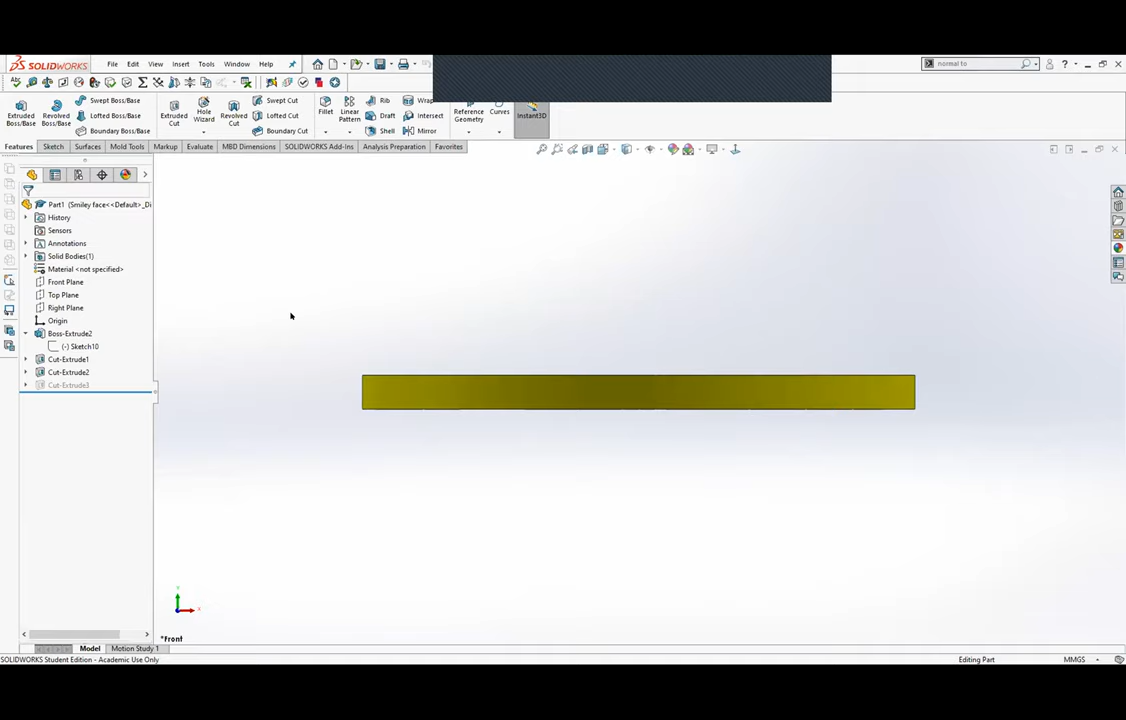 SOLIDWORKS File Edit View Insert Tools Window Help normal to
Swept Boss/Base Swept Cut Rib Wrap
Extruded Boss/Base Revolved Boss/Base Lofted Boss/Base Extruded Cut Hole Wizard Revolved Cut Lofted Cut Fillet Linear Pattern Draft Intersect Reference Geometry Curves Instant3D
Boundary Boss/Base Boundary Cut Shell Mirror
Features Sketch Surfaces Mold Tools Markup Evaluate MBD Dimensions SOLIDWORKS Add-Ins Analysis Preparation Favorites
Part1 (Smiley face<<Default>_Di
History
Sensors
Annotations
Solid Bodies(1)
Material <not specified>
Front Plane
Top Plane
Right Plane
Origin
Boss-Extrude2
(-) Sketch10
Cut-Extrude1
Cut-Extrude2
Cut-Extrude3
Y
X
*Front
Model Motion Study 1
SOLIDWORKS Student Edition - Academic Use Only Editing Part MMGS